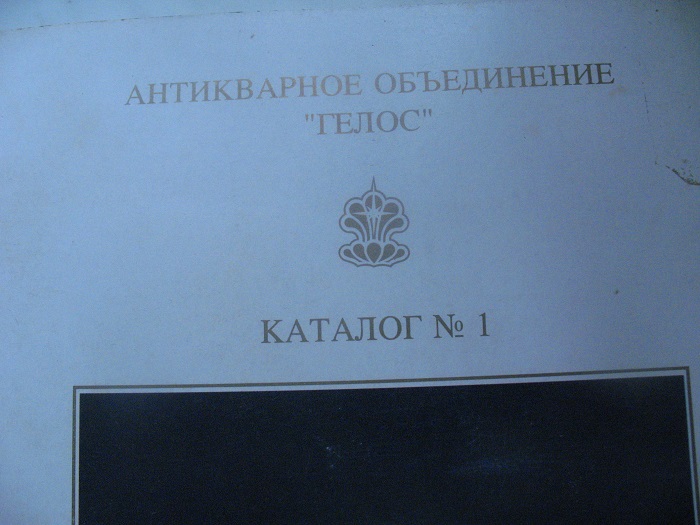 АНТИКВАРНОЕ ОБЪЕДИНЕНИЕ
"ГЕЛОС"
КАТАЛОГ № 1